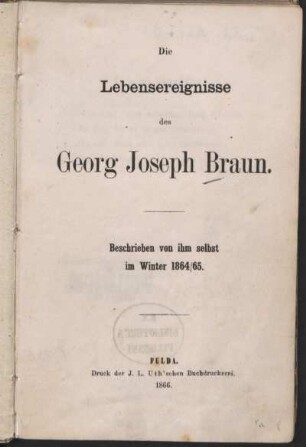 Die
Lebensereignisse
des
Georg Joseph Braun.
Beschrieben von ihm selbst
im Winter 1864/65.
FULDA.
Druck der J. L. Uth'schen Buchdruckerei.
1866.